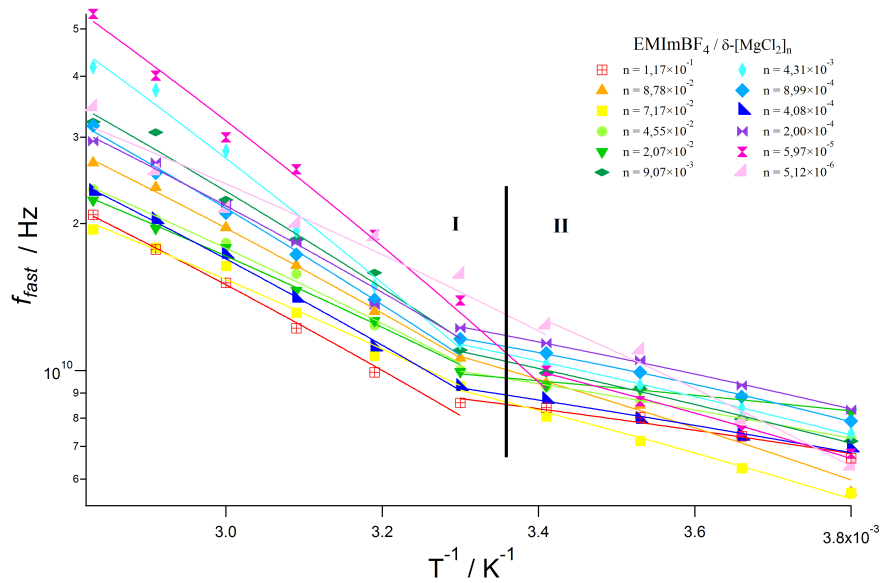 EMImBF4 / δ-[MgCl2]n
n = 1,17×10-1
n = 8,78×10-2
n = 7,17×10-2
n = 4,55×10-2
n = 2,07×10-2
n = 9,07×10-3
n = 4,31×10-3
n = 8,99×10-4
n = 4,08×10-4
n = 2,00×10-4
n = 5,97×10-5
n = 5,12×10-6
I
II
f_fast / Hz
5
4
3
2
10^10
9
8
7
6
3.0
3.2
3.4
3.6
3.8×10-3
T-1 / K-1